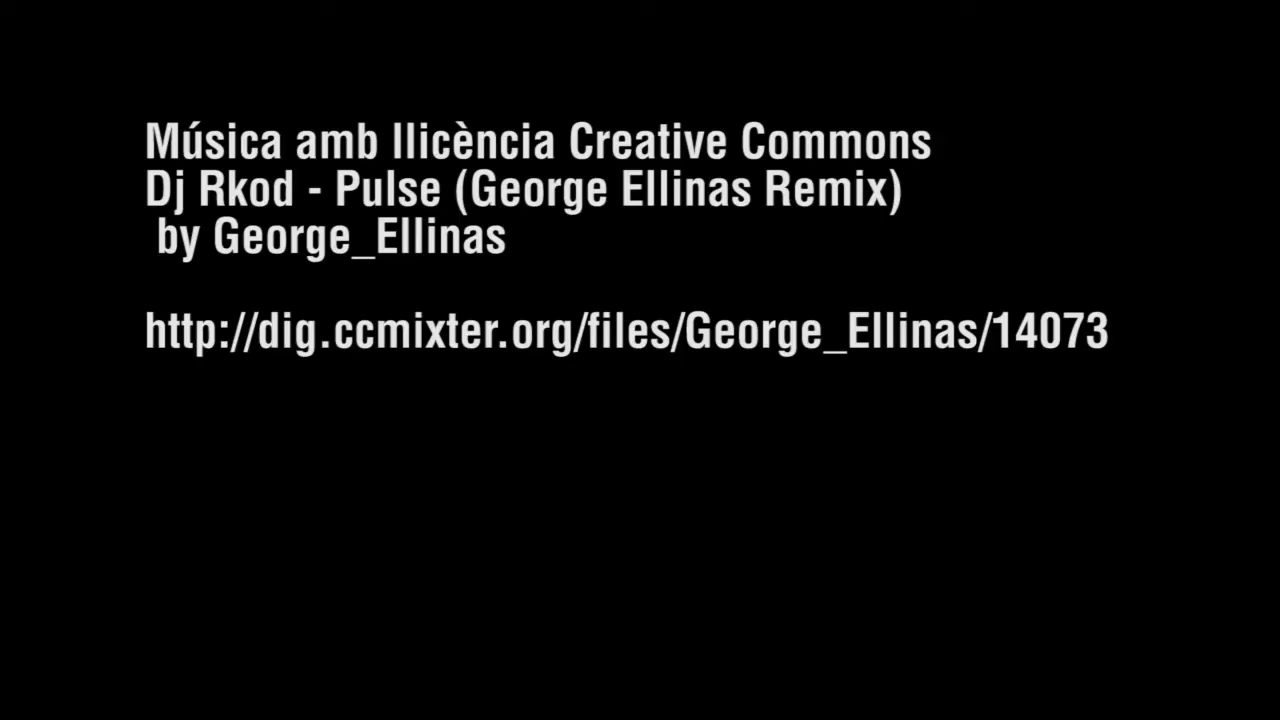 Música amb llicència Creative Commons
Dj Rkod - Pulse (George Ellinas Remix)
by George_Ellinas
http://dig.ccmixter.org/files/George_Ellinas/14073